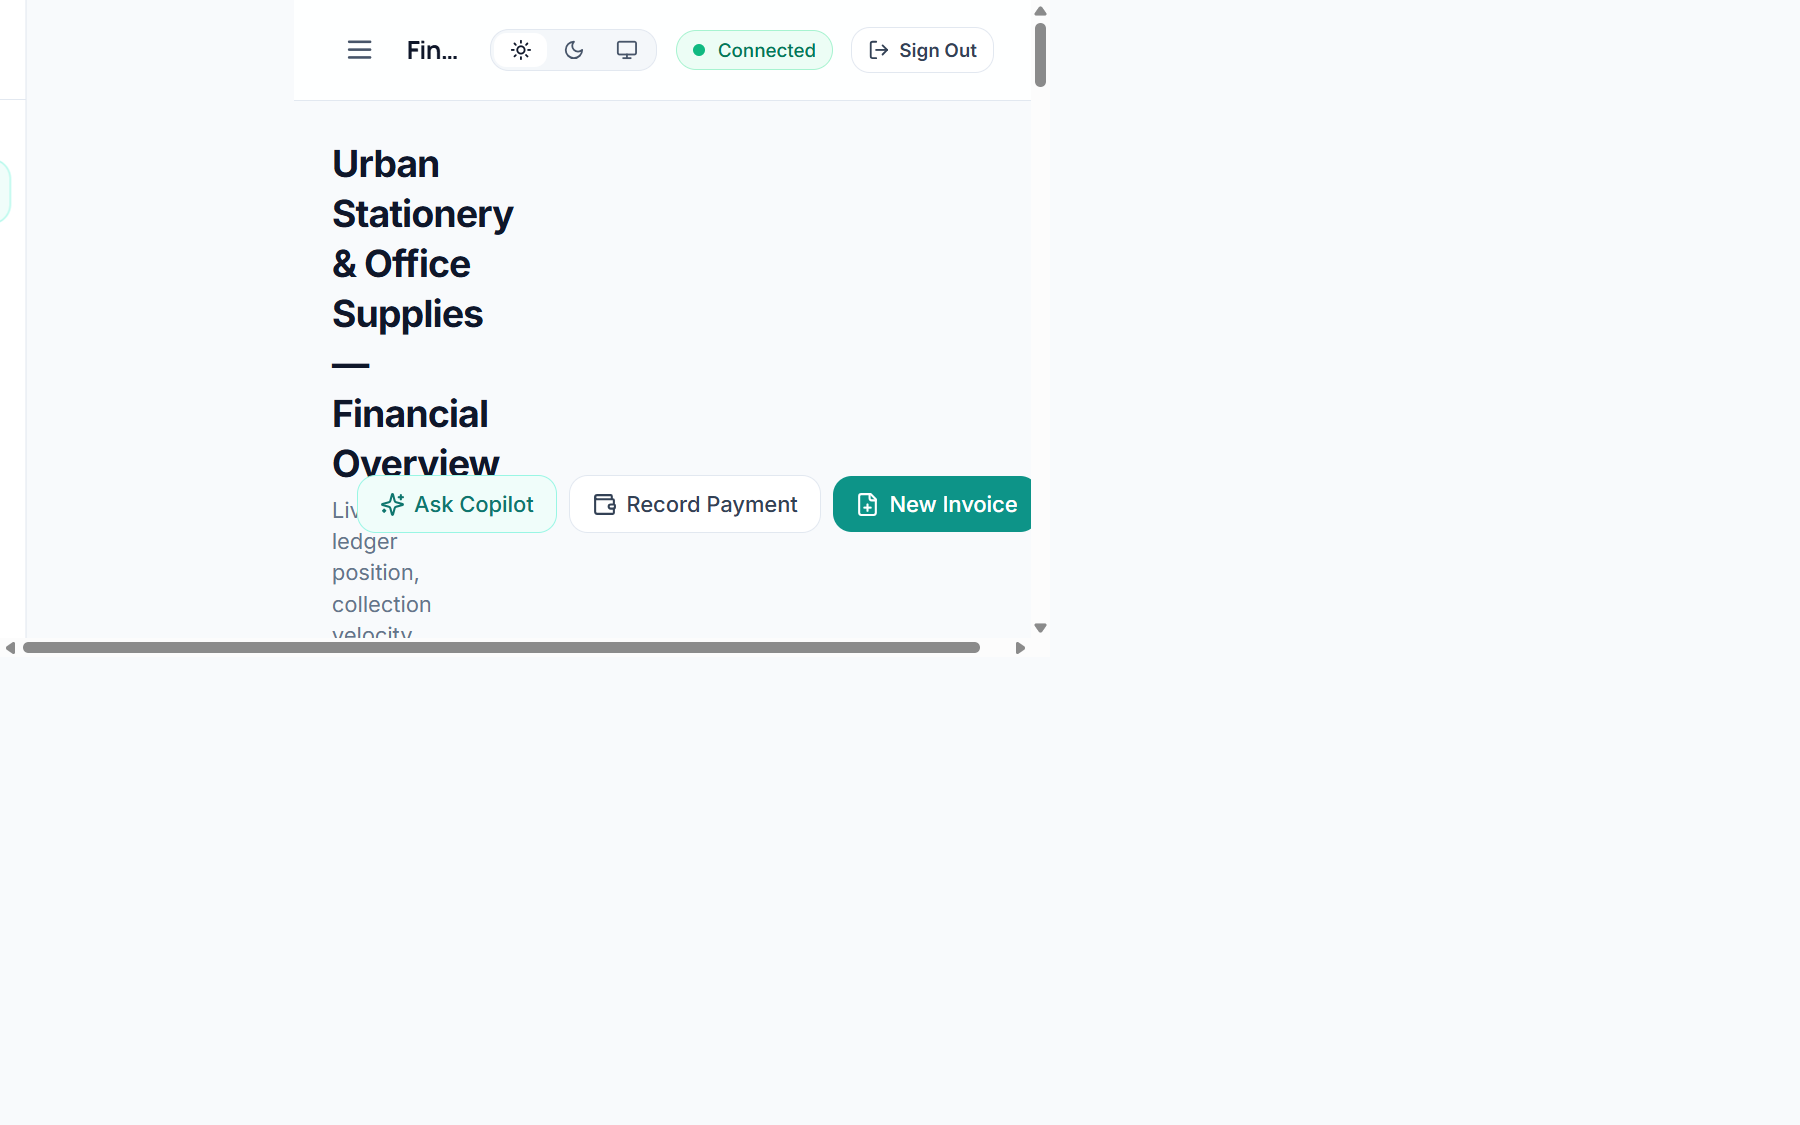 Fin...
Connected
Sign Out
Urban
Stationery
& Office
Supplies
—
Financial
Overview
Ask Copilot
Record Payment
New Invoice
ledger
position,
collection
velocity